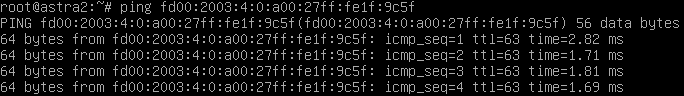 root@astra2:~# ping fd00:2003:4:0:a00:27ff:fe1f:9c5f
PING fd00:2003:4:0:a00:27ff:fe1f:9c5f(fd00:2003:4:0:a00:27ff:fe1f:9c5f) 56 data bytes
64 bytes from fd00:2003:4:0:a00:27ff:fe1f:9c5f: icmp_seq=1 ttl=63 time=2.82 ms
64 bytes from fd00:2003:4:0:a00:27ff:fe1f:9c5f: icmp_seq=2 ttl=63 time=1.71 ms
64 bytes from fd00:2003:4:0:a00:27ff:fe1f:9c5f: icmp_seq=3 ttl=63 time=1.81 ms
64 bytes from fd00:2003:4:0:a00:27ff:fe1f:9c5f: icmp_seq=4 ttl=63 time=1.69 ms